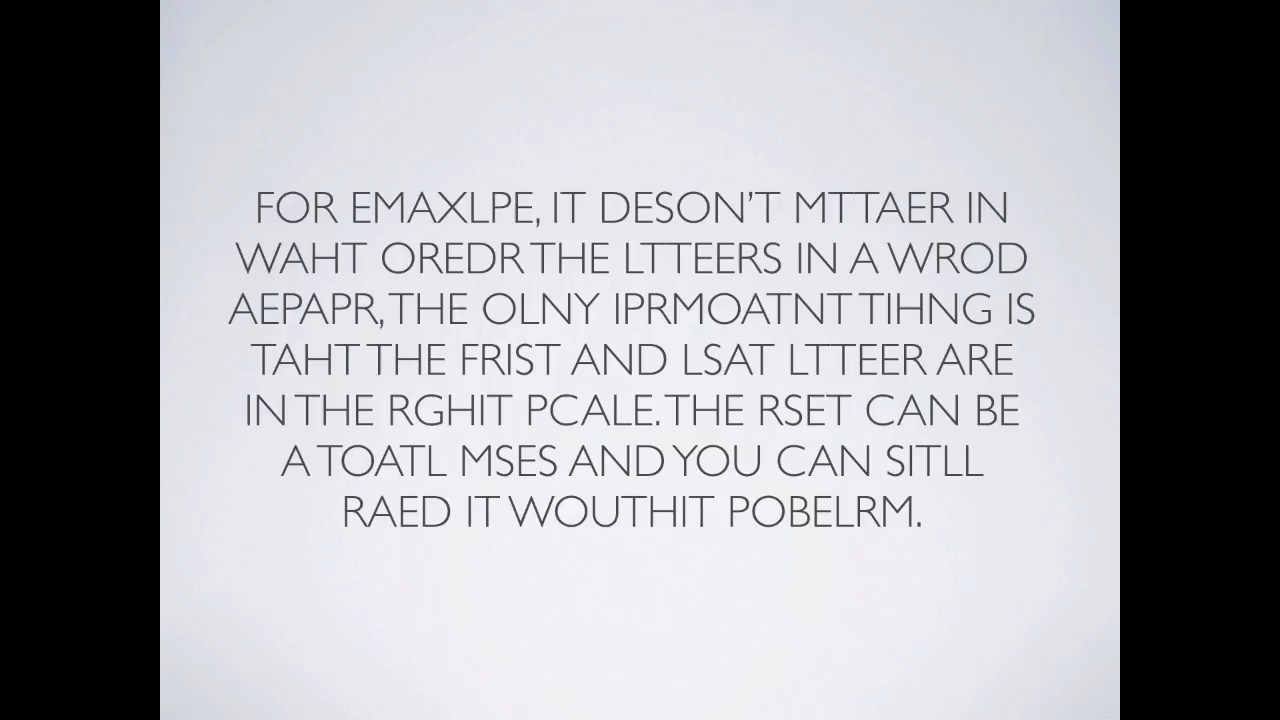 FOR EMAXLPE, IT DESON'T MTTAER IN
WAHT OREDR THE LTTEERS IN A WROD
AEPAPR, THE OLNY IPRMOATNT TIHNG IS
TAHT THE FRIST AND LSAT LTTEER ARE
IN THE RGHIT PCALE. THE RSET CAN BE
A TOATL MSES AND YOU CAN SITLL
RAED IT WOUTHIT POBELRM.